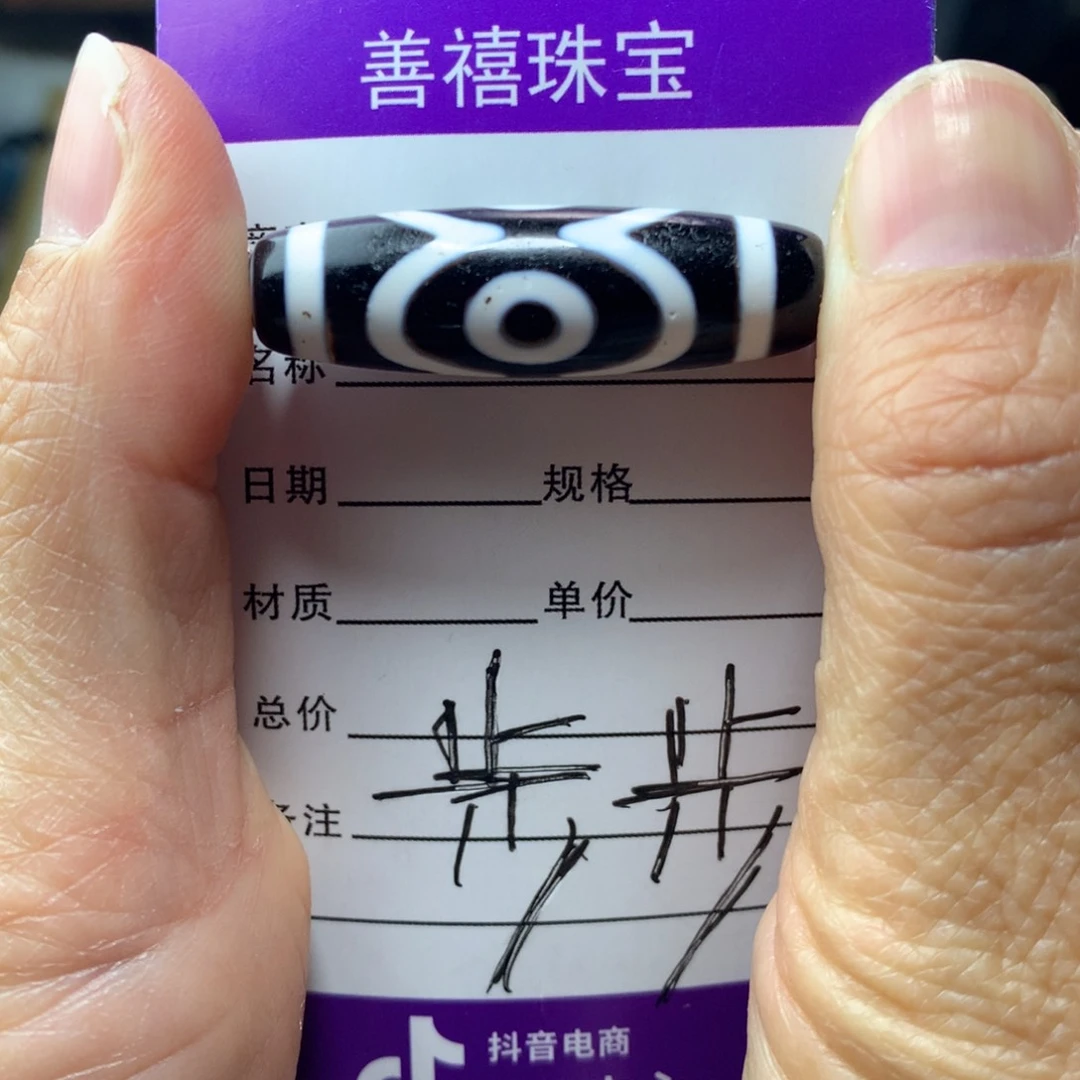 善禧珠宝
名称
日期 规格
材质 单价
总价
步步
备注
抖音电商